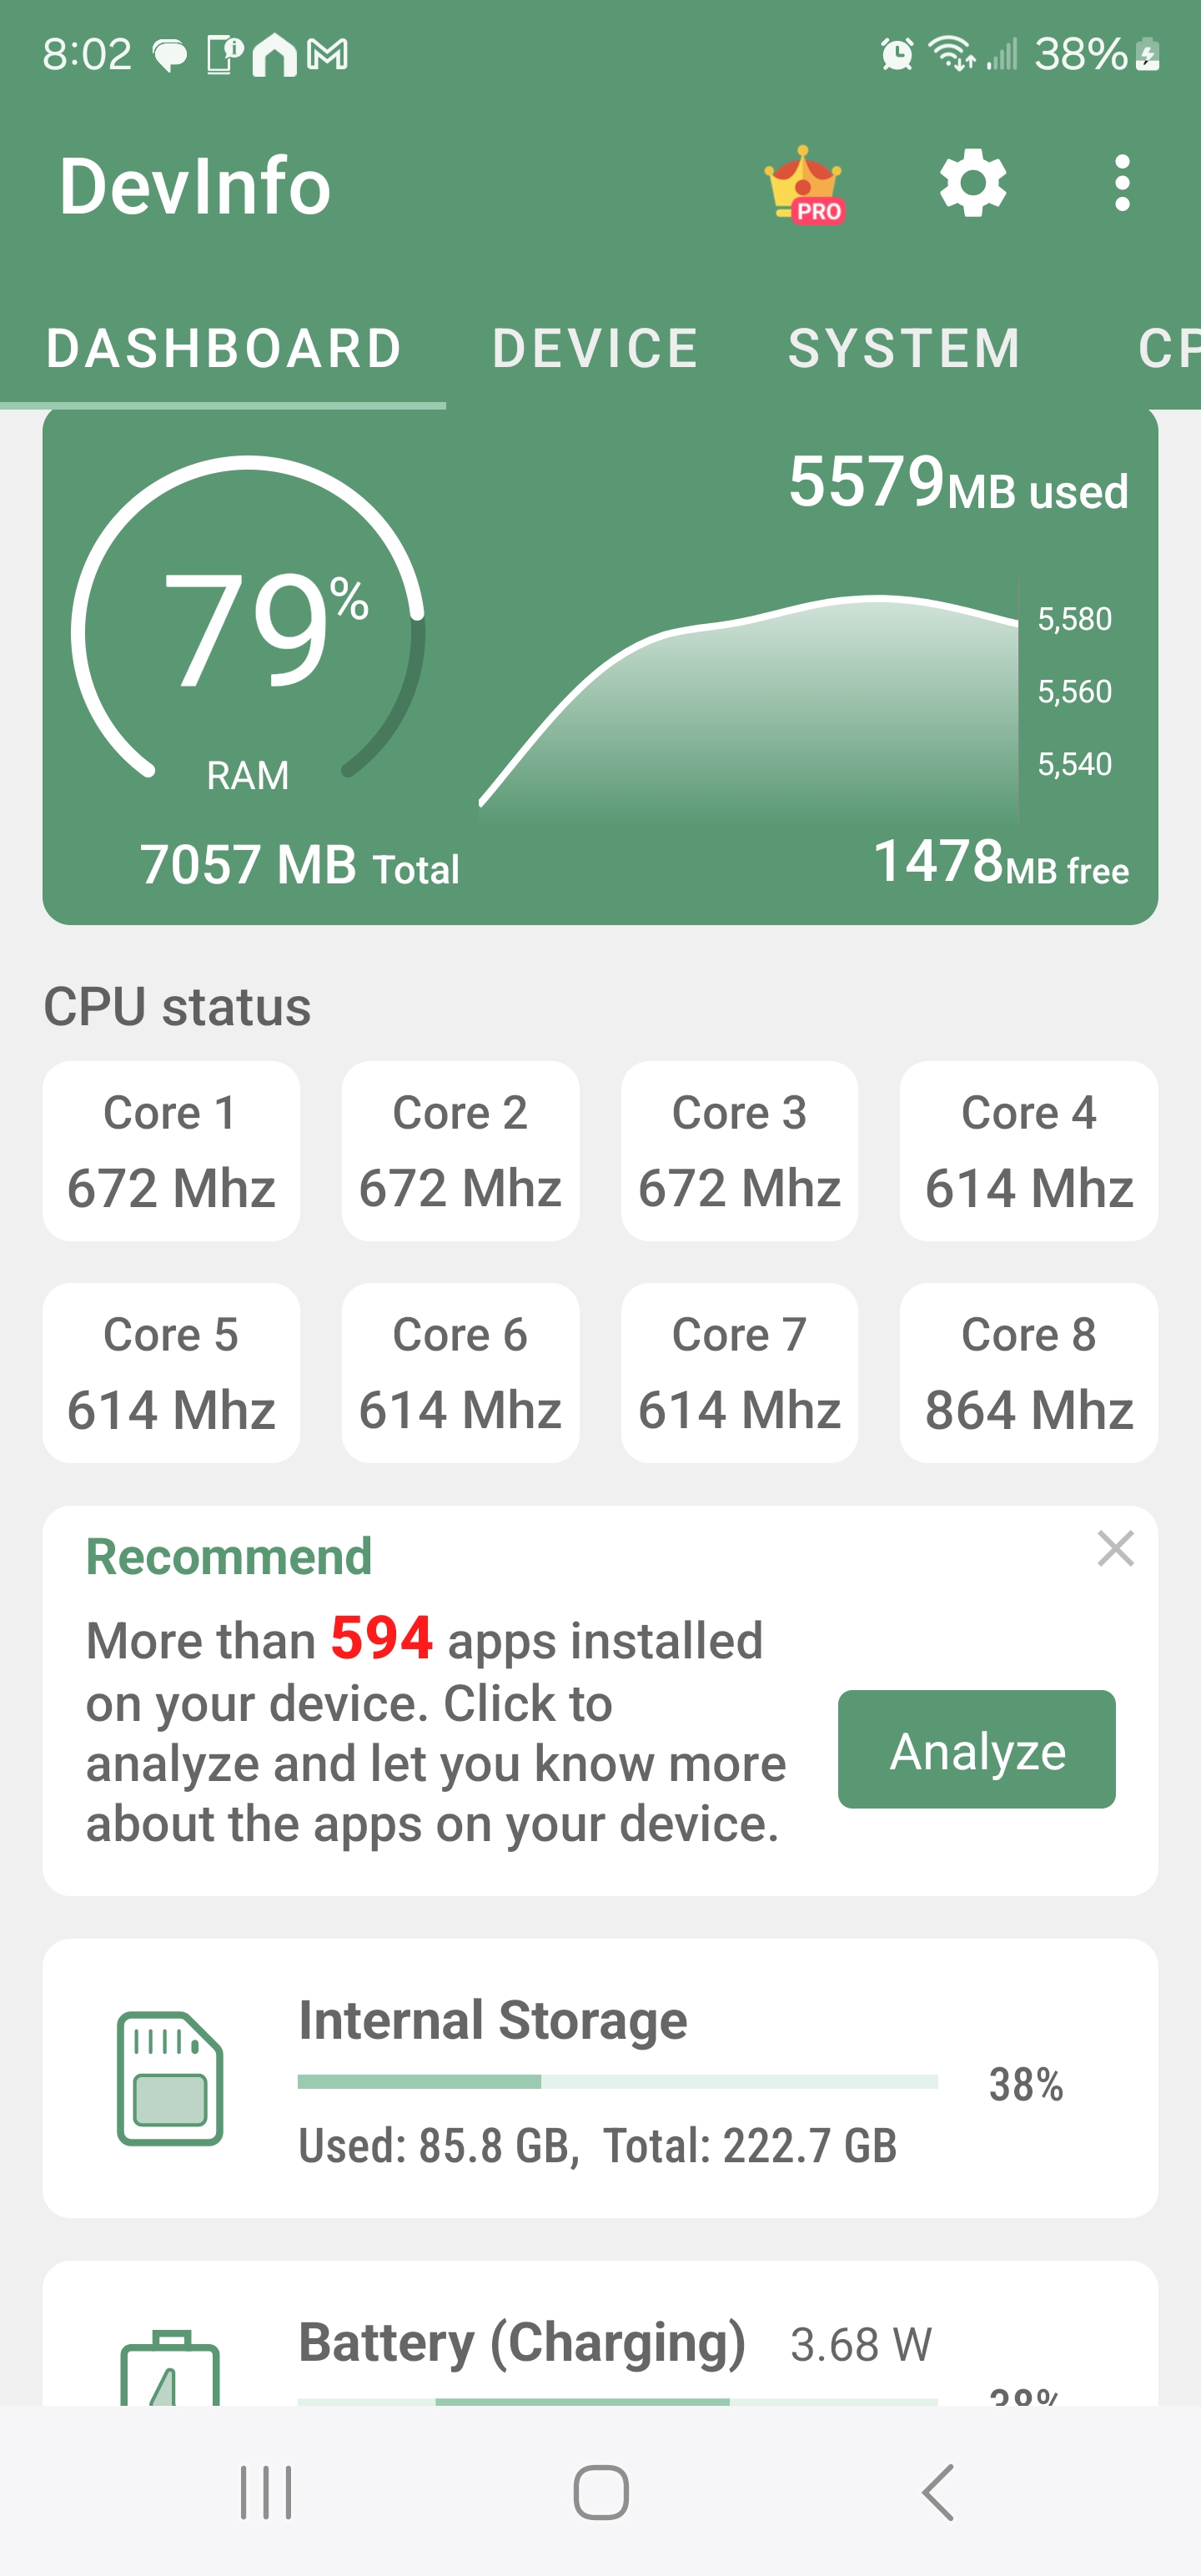 8:02
38%
DevInfo
PRO
DASHBOARD DEVICE SYSTEM CP
5579MB used
79%
RAM
5,580
5,560
5,540
7057 MB Total
1478MB free
CPU status
Core 1 Core 2 Core 3 Core 4
672 Mhz 672 Mhz 672 Mhz 614 Mhz
Core 5 Core 6 Core 7 Core 8
614 Mhz 614 Mhz 614 Mhz 864 Mhz
Recommend
More than 594 apps installed
on your device. Click to
analyze and let you know more
about the apps on your device.
Analyze
Internal Storage
38%
Used: 85.8 GB, Total: 222.7 GB
Battery (Charging) 3.68 W
38%